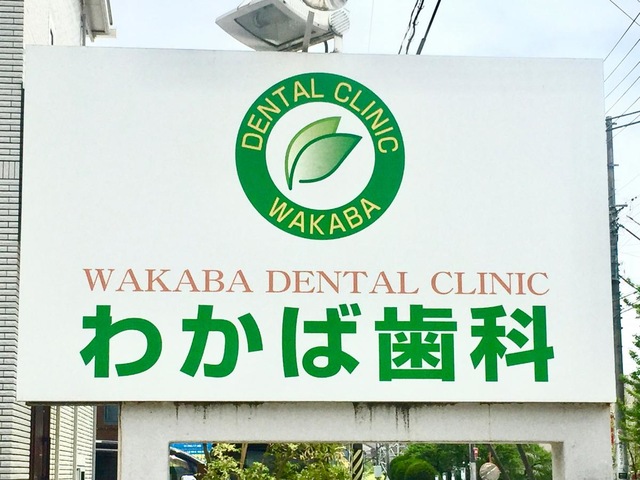 DENTAL CLINIC
WAKABA
WAKABA DENTAL CLINIC
わかば歯科